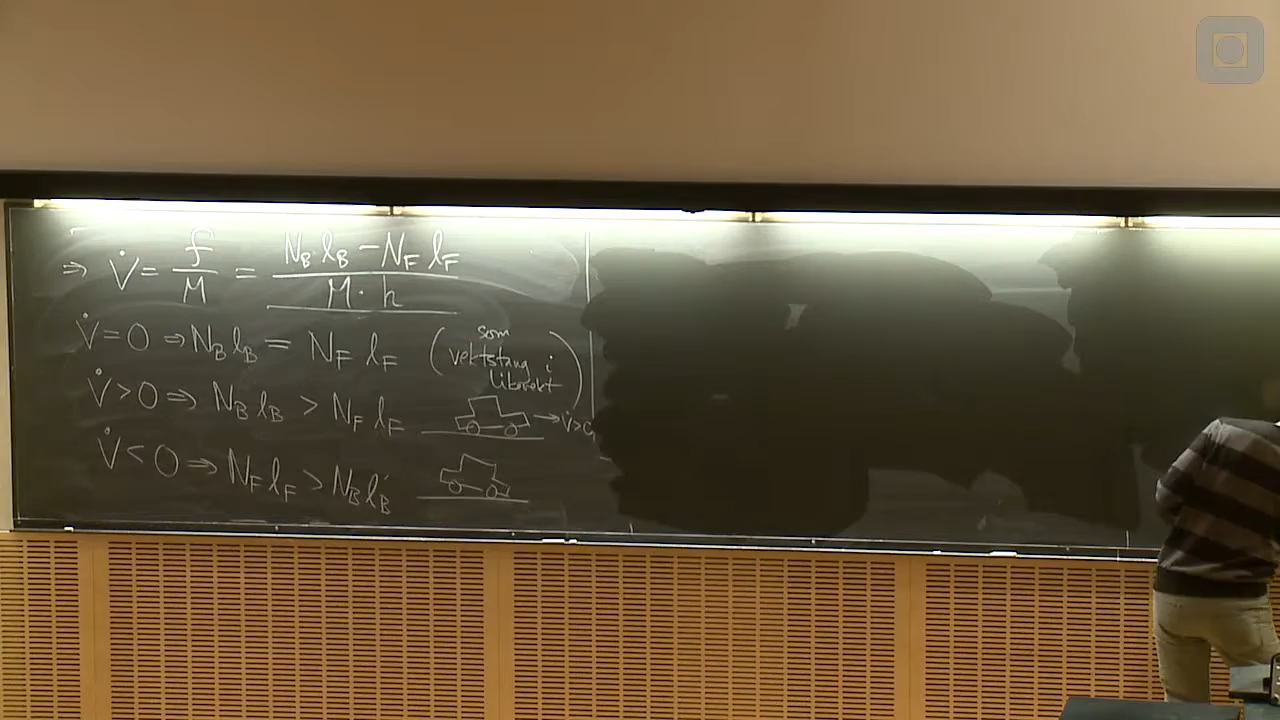 ⇒ V̇ = f/M = (N_B·l_B − N_F l_F)/(M·h)
V̇ = 0 ⇒ N_B l_B = N_F l_F (som vektstang i likevekt)
V̇ > 0 ⇒ N_B l_B > N_F l_F → V̇>0
V̇ < 0 ⇒ N_F l_F > N_B l_B